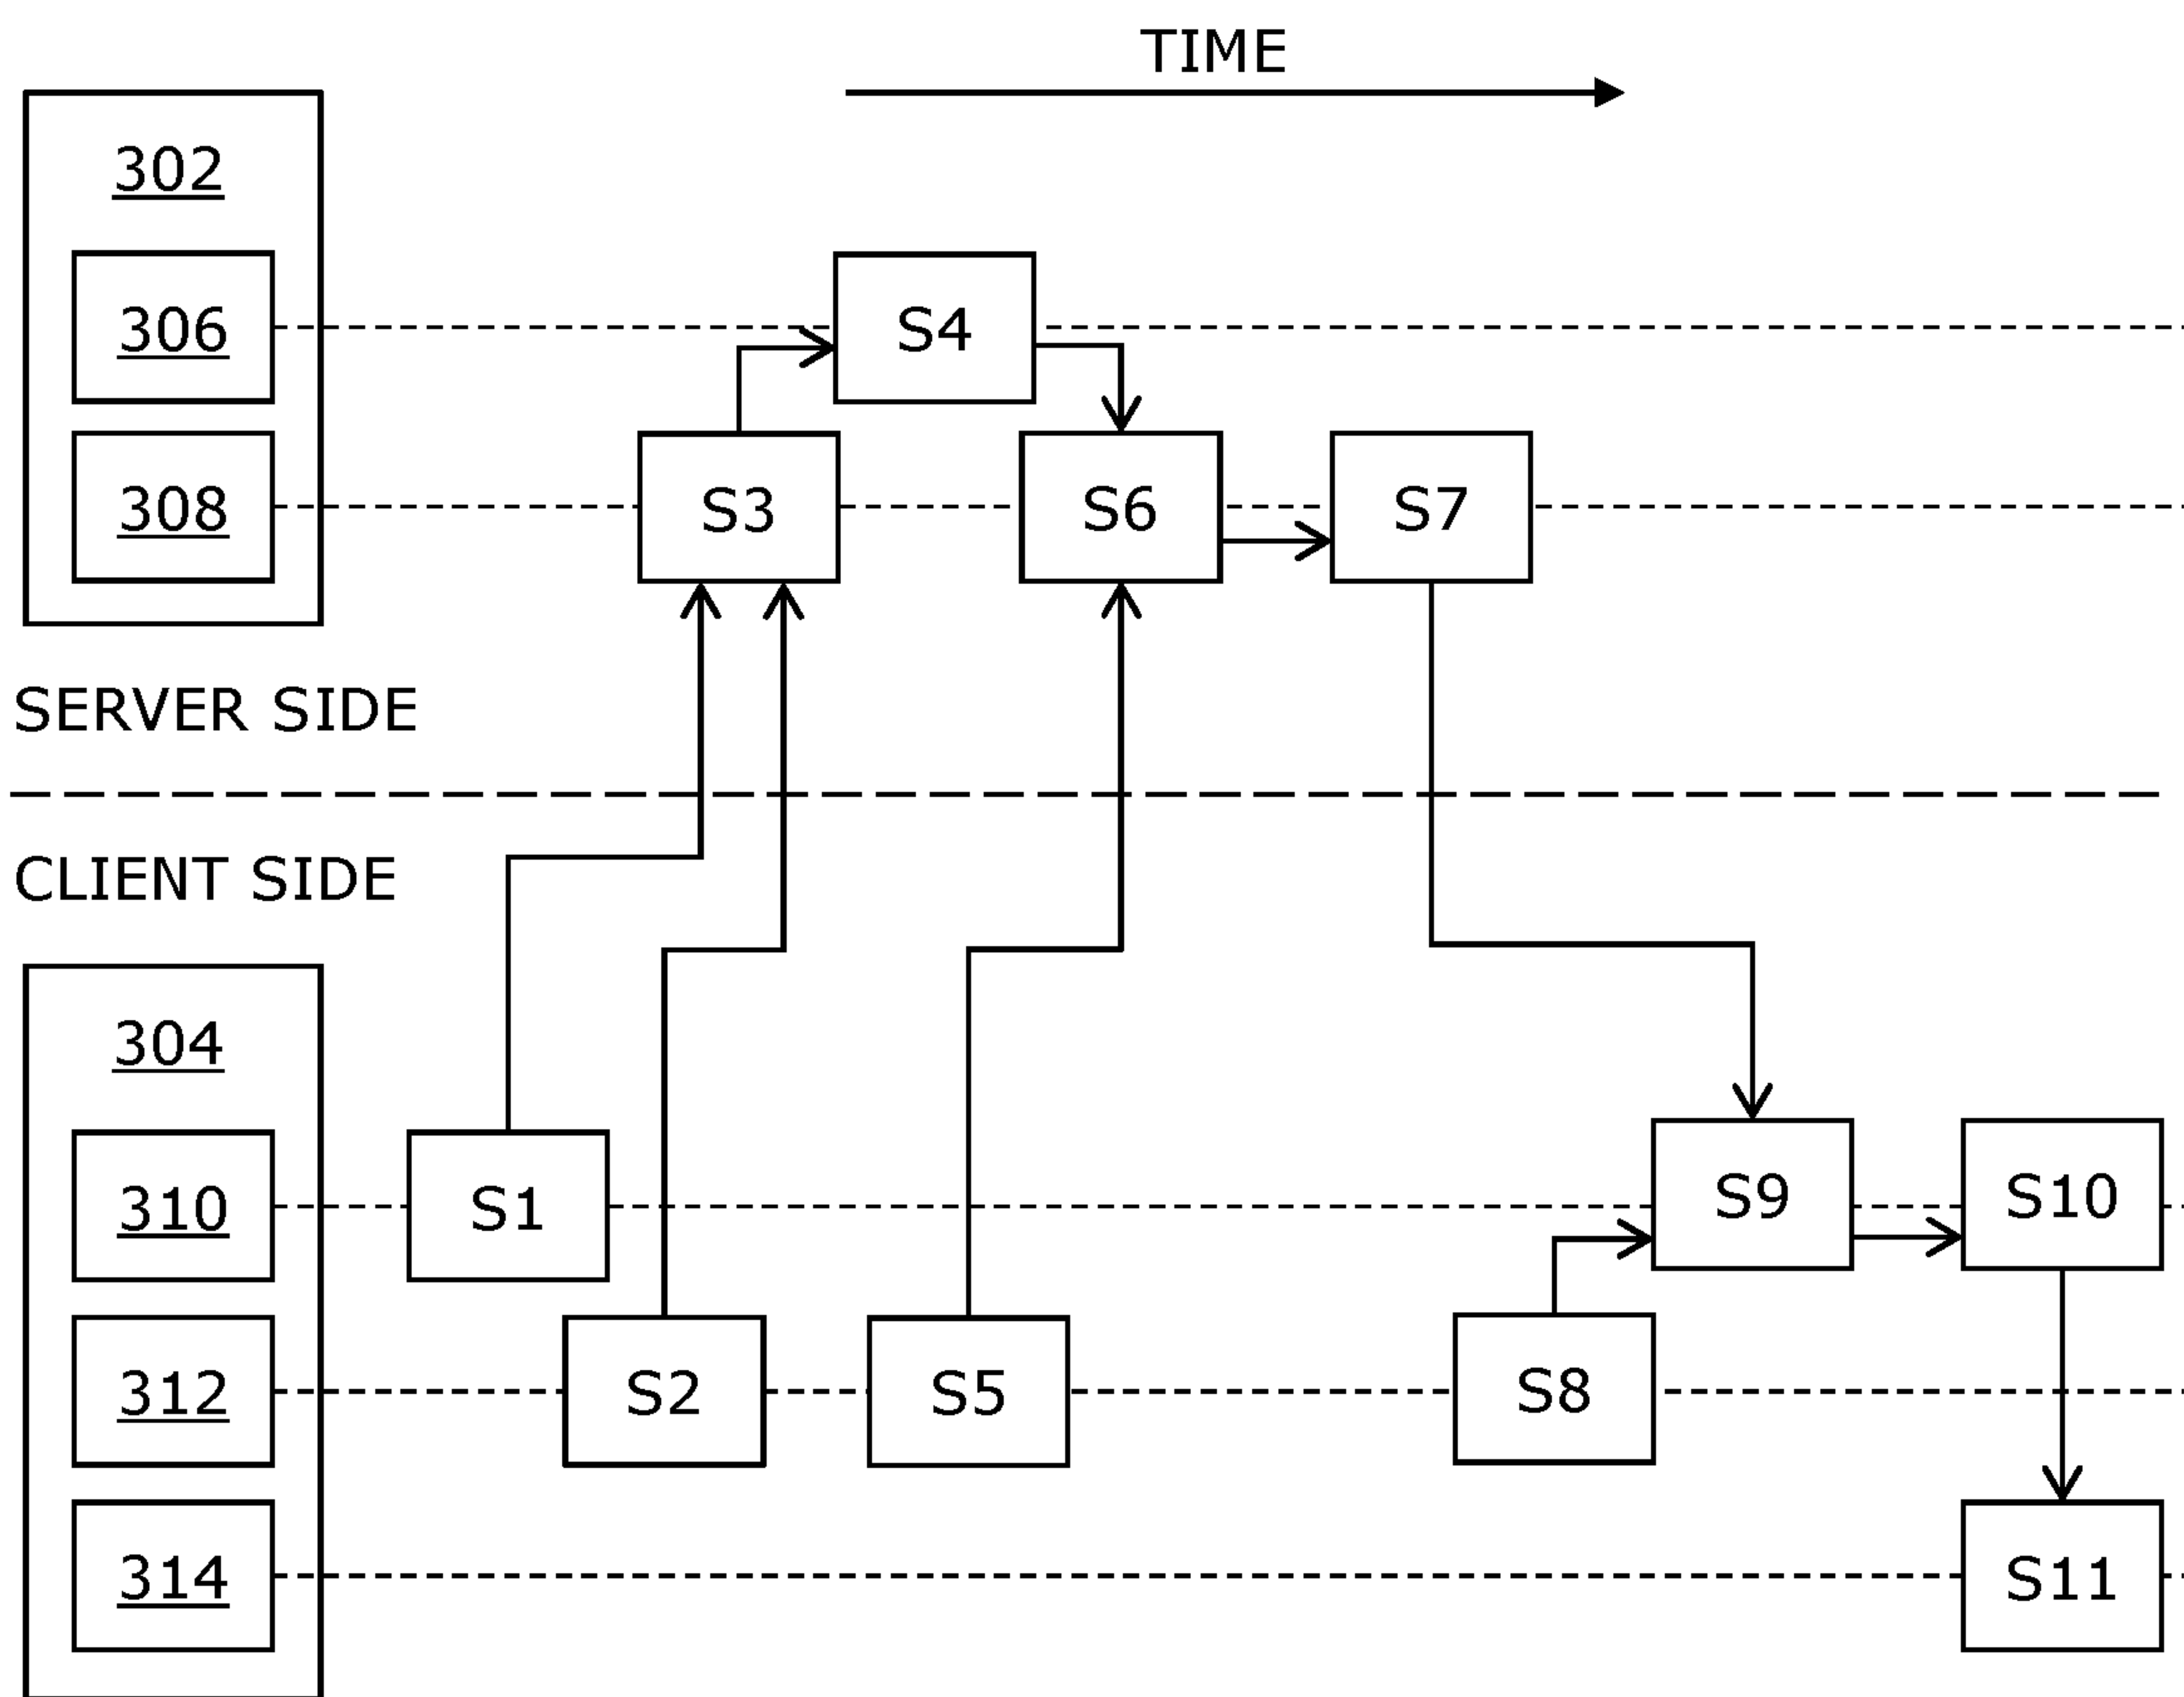 TIME
302
306
S4
308
S3
S6
S7
SERVER SIDE
CLIENT SIDE
304
310
S1
S9
S10
312
S2
S5
S8
314
S11